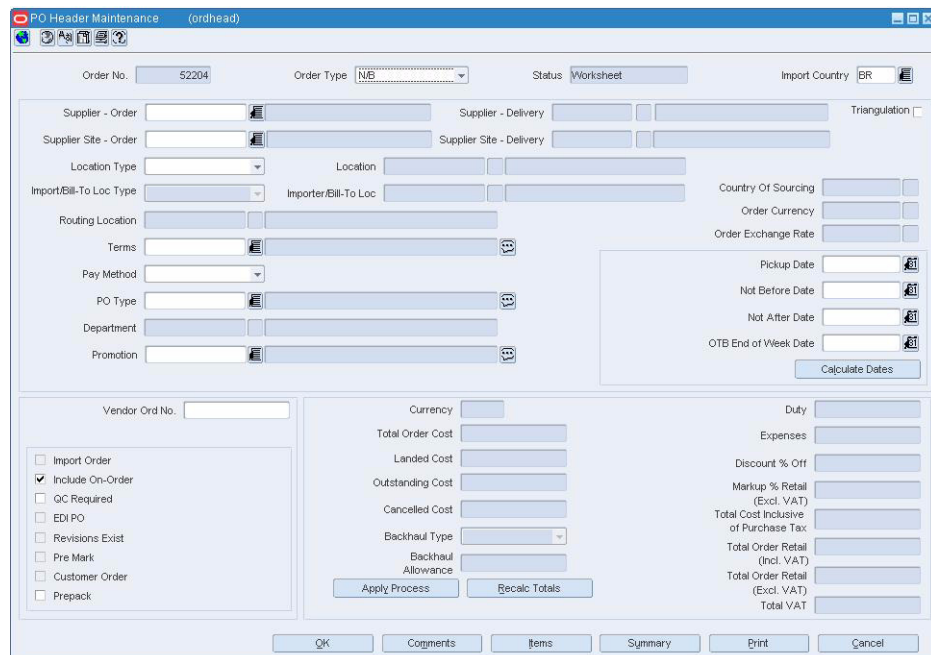 PO Header Maintenance (ordhead)
Order No. 52204 Order Type N/B Status Worksheet Import Country BR
Supplier - Order Supplier - Delivery Triangulation
Supplier Site - Order Supplier Site - Delivery
Location Type Location
Import/Bill-To Loc Type Importer/Bill-To Loc Country Of Sourcing
Routing Location Order Currency
Order Exchange Rate
Terms
Pickup Date
Pay Method
Not Before Date
PO Type
Not After Date
Department
OTB End of Week Date
Promotion
Calculate Dates
Vendor Ord No.
Import Order
Include On-Order
QC Required
EDI PO
Revisions Exist
Pre Mark
Customer Order
Prepack
Currency
Total Order Cost
Landed Cost
Outstanding Cost
Cancelled Cost
Backhaul Type
Backhaul
Allowance
Apply Process Recalc Totals
Duty
Expenses
Discount % Off
Markup % Retail
(Excl. VAT)
Total Cost Inclusive
of Purchase Tax
Total Order Retail
(Incl. VAT)
Total Order Retail
(Excl. VAT)
Total VAT
OK Comments Items Summary Print Cancel